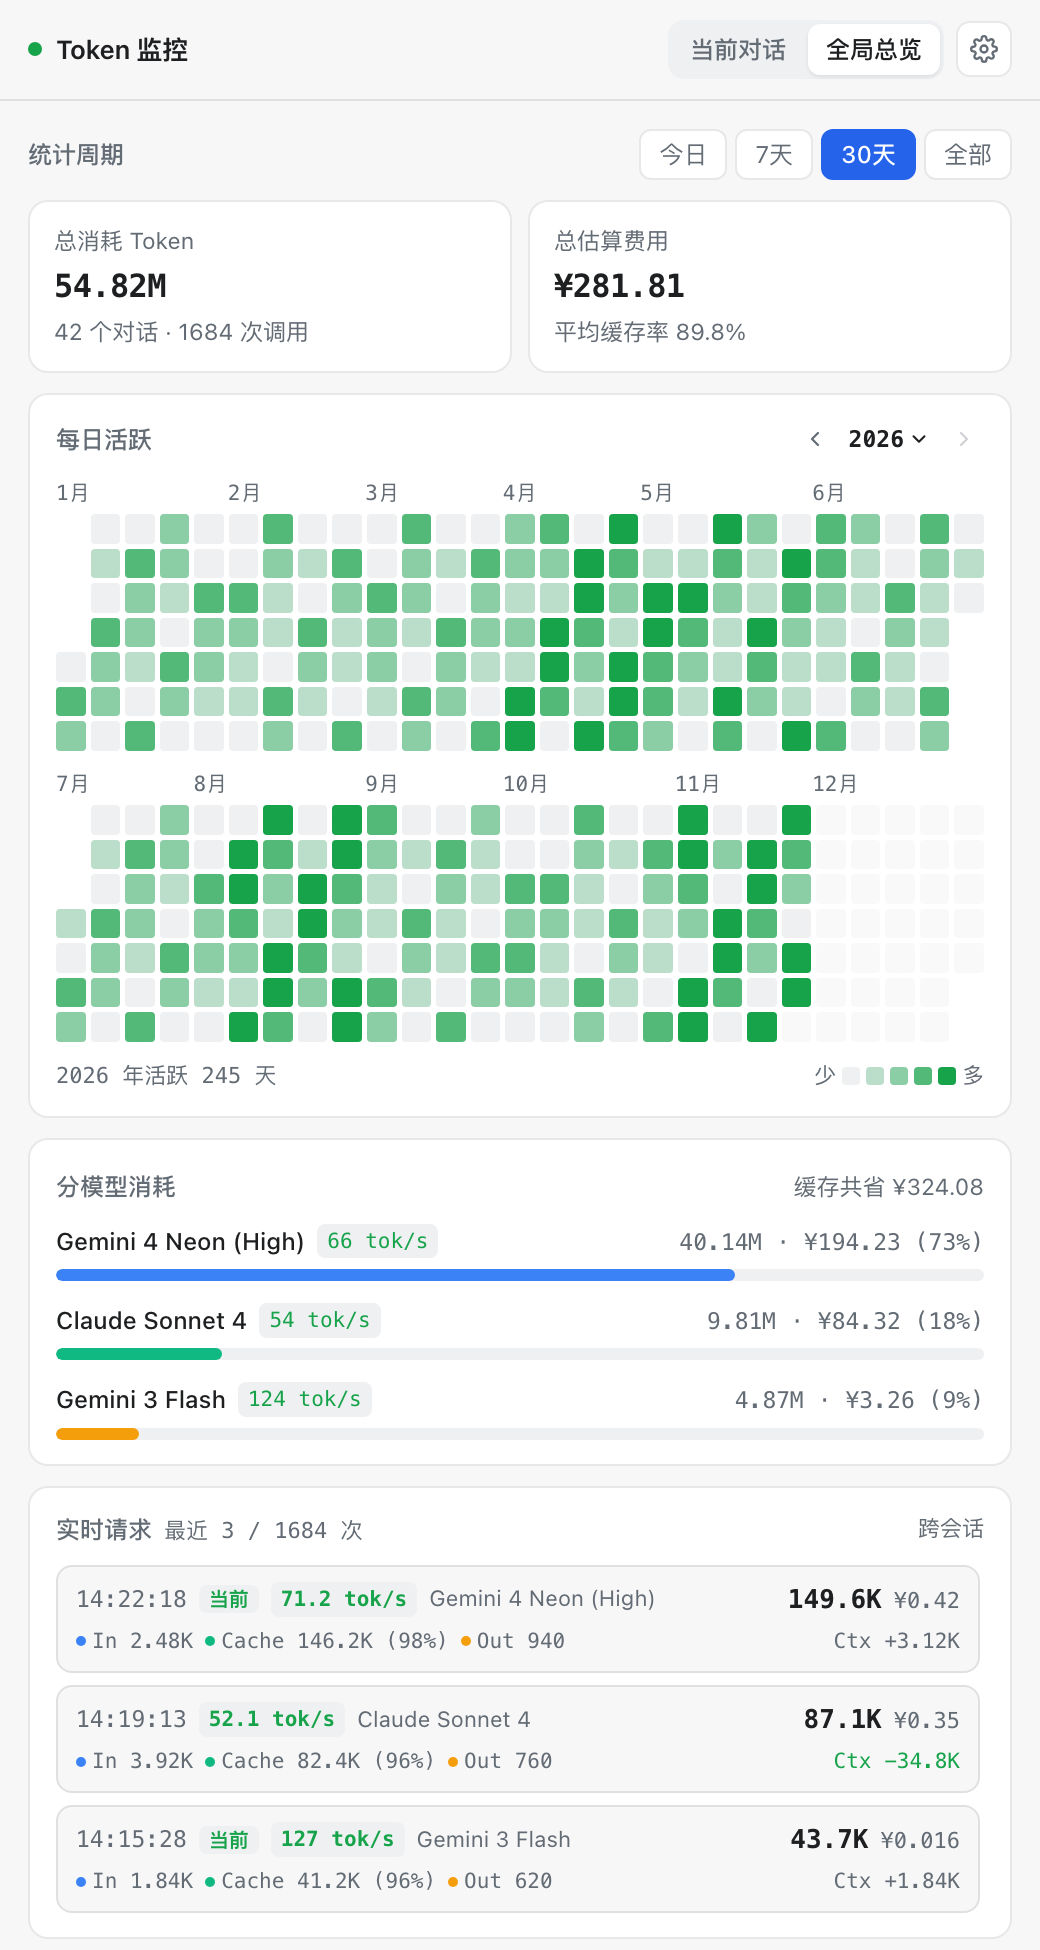 Token 监控 当前对话 全局总览
统计周期 今日 7天 30天 全部
总消耗 Token
54.82M
42 个对话 · 1684 次调用
总估算费用
¥281.81
平均缓存率 89.8%
每日活跃 2026
1月 2月 3月 4月 5月 6月
7月 8月 9月 10月 11月 12月
2026 年活跃 245 天 少 多
分模型消耗 缓存共省 ¥324.08
Gemini 4 Neon (High) 66 tok/s 40.14M · ¥194.23 (73%)
Claude Sonnet 4 54 tok/s 9.81M · ¥84.32 (18%)
Gemini 3 Flash 124 tok/s 4.87M · ¥3.26 (9%)
实时请求 最近 3 / 1684 次 跨会话
14:22:18 当前 71.2 tok/s Gemini 4 Neon (High) 149.6K ¥0.42
In 2.48K Cache 146.2K (98%) Out 940 Ctx +3.12K
14:19:13 52.1 tok/s Claude Sonnet 4 87.1K ¥0.35
In 3.92K Cache 82.4K (96%) Out 760 Ctx −34.8K
14:15:28 当前 127 tok/s Gemini 3 Flash 43.7K ¥0.016
In 1.84K Cache 41.2K (96%) Out 620 Ctx +1.84K